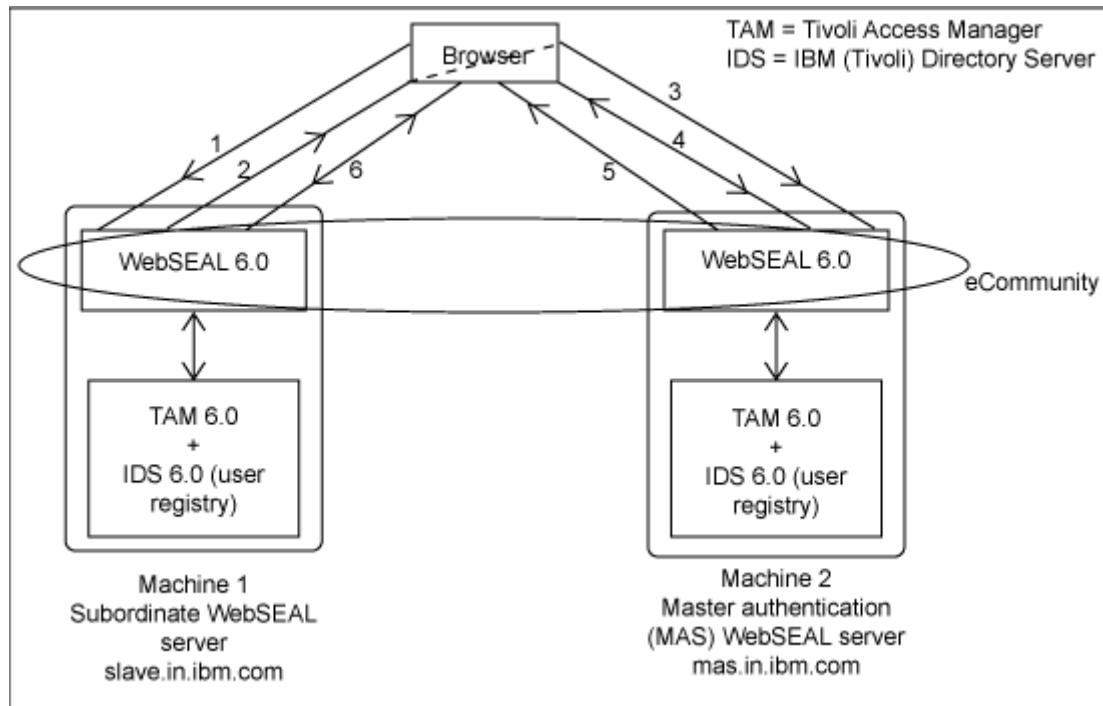 TAM = Tivoli Access Manager
IDS = IBM (Tivoli) Directory Server
Browser
1
2
6
5
4
3
WebSEAL 6.0
WebSEAL 6.0
eCommunity
TAM 6.0
+
IDS 6.0 (user
registry)
TAM 6.0
+
IDS 6.0 (user
registry)
Machine 1
Subordinate WebSEAL
server
slave.in.ibm.com
Machine 2
Master authentication
(MAS) WebSEAL server
mas.in.ibm.com